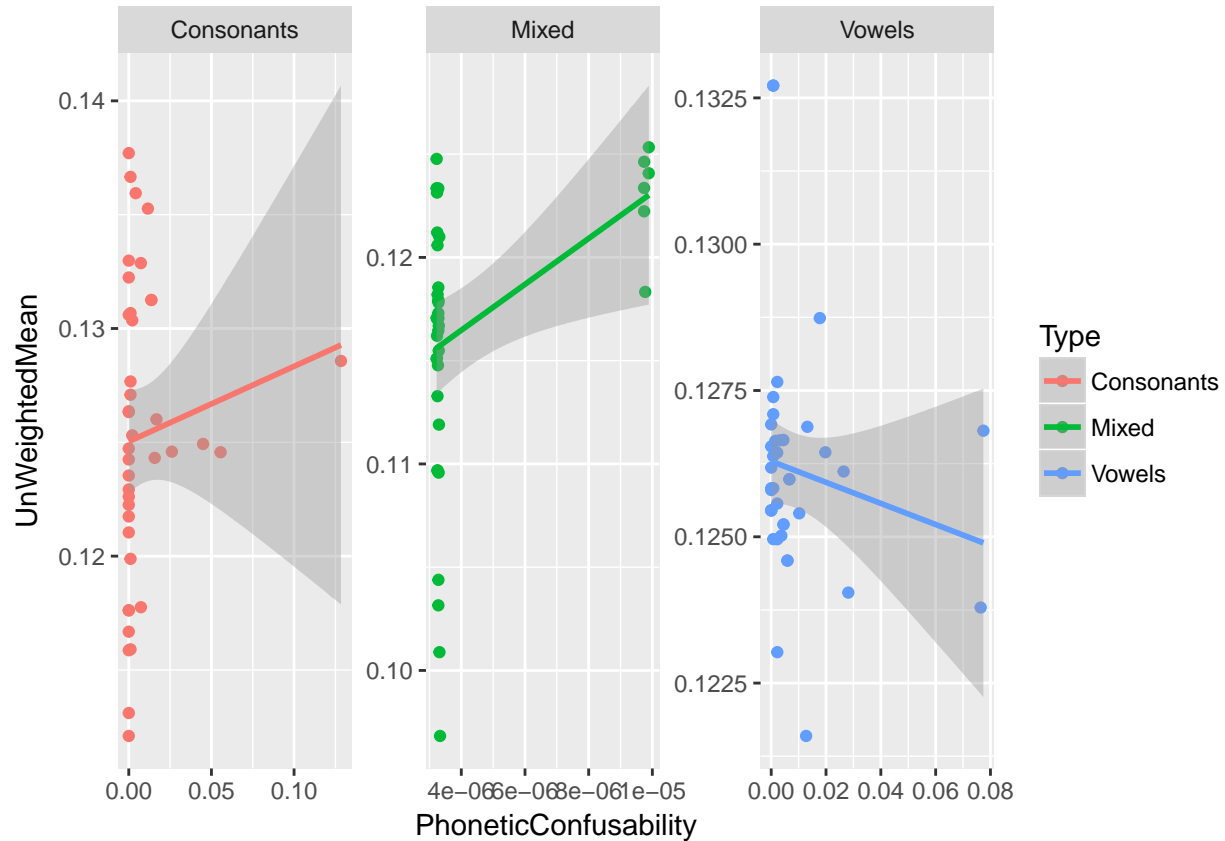 Consonants
Mixed
Vowels
UnWeightedMean
0.14
0.13
0.12
0.12
0.11
0.10
0.1325
0.1300
0.1275
0.1250
0.1225
0.00 0.05 0.10
4e−06 6e−06 8e−06 1e−05
0.00 0.02 0.04 0.06 0.08
PhoneticConfusability
Type
Consonants
Mixed
Vowels